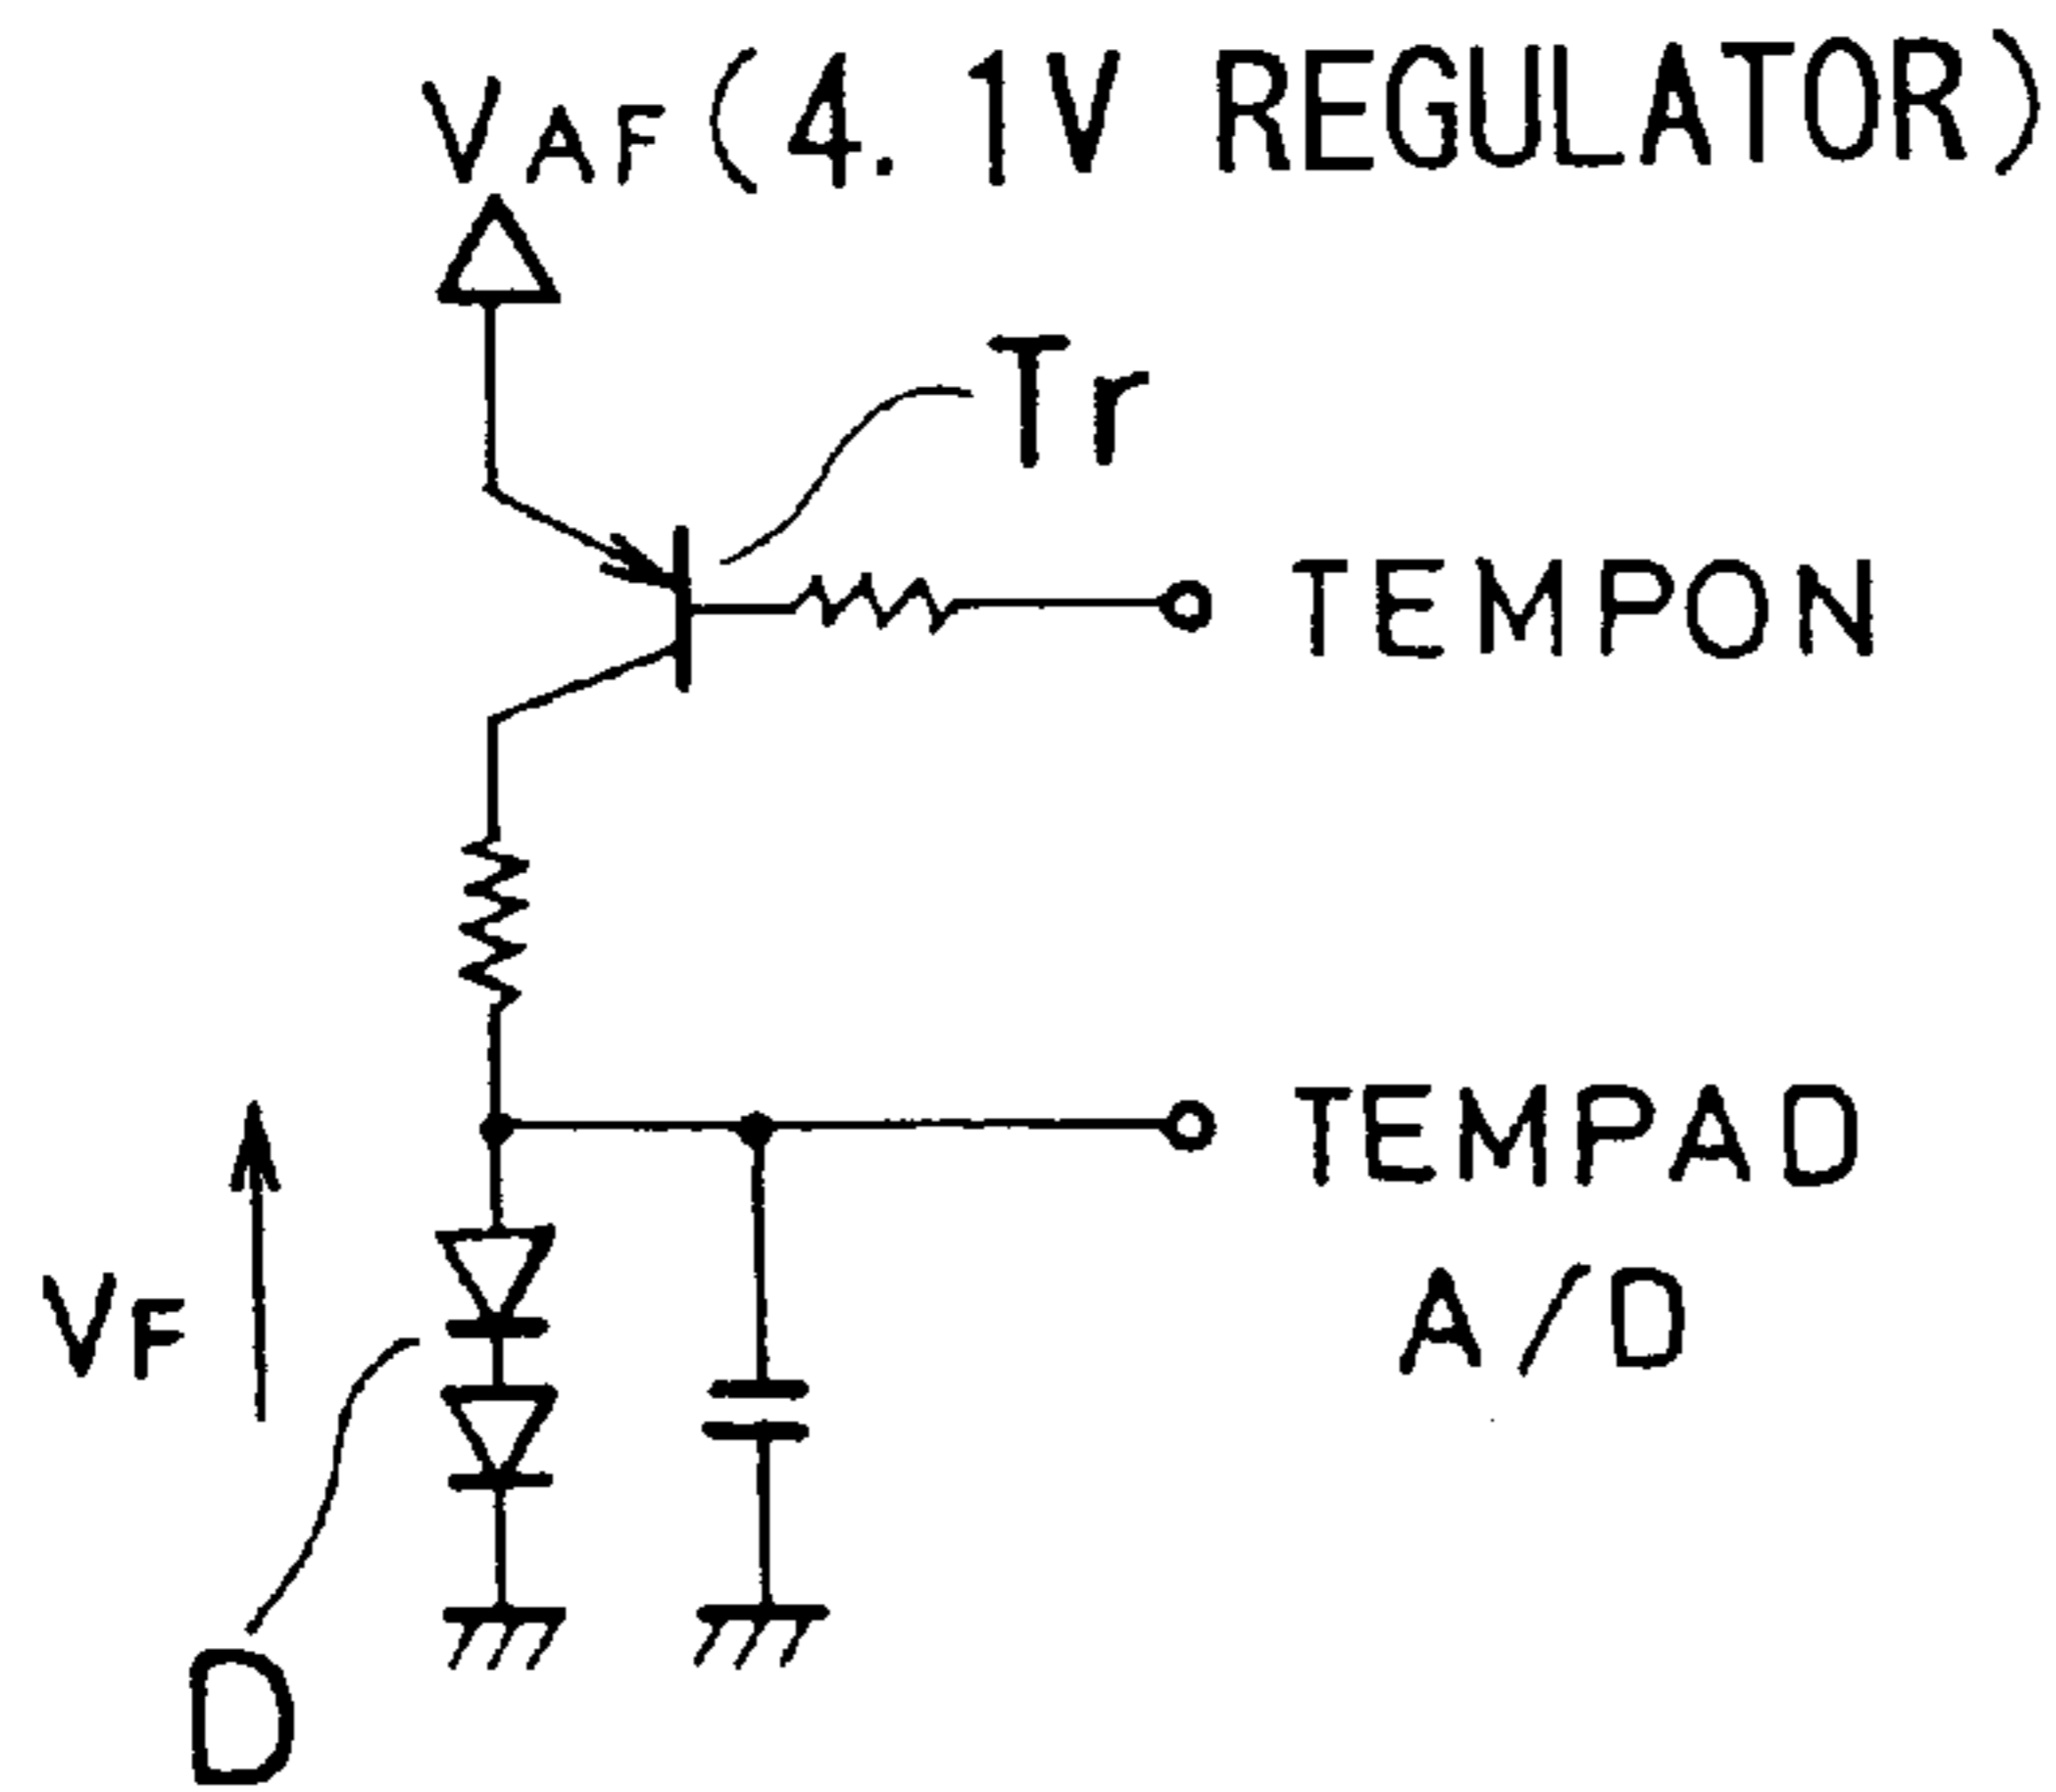 VAF (4. 1V REGULATOR)
Tr
TEMPON
TEMPAD
A/D
VF
D